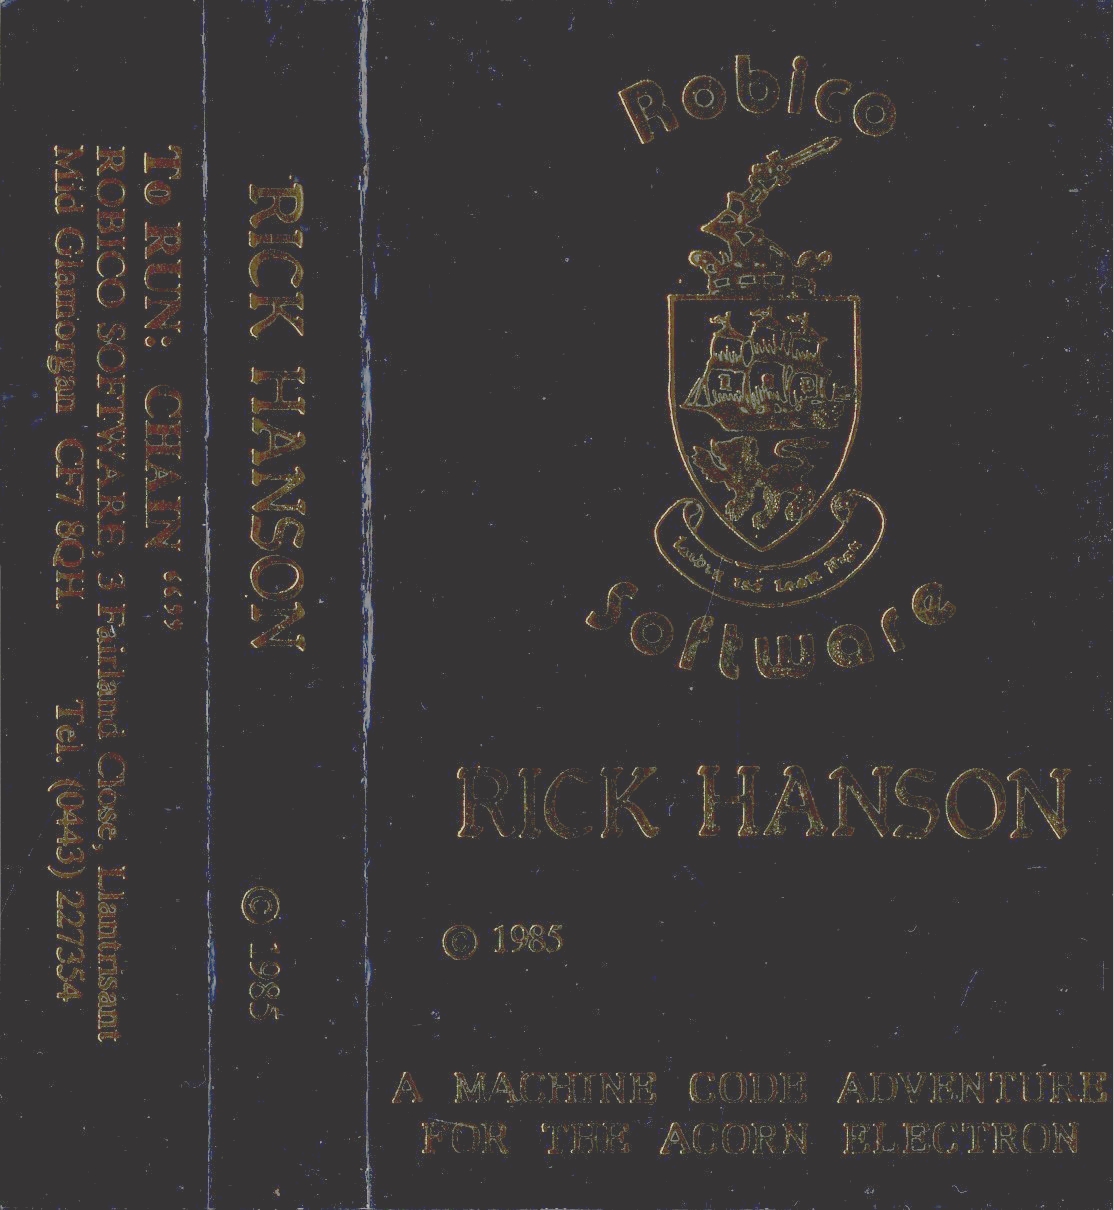 Robico
Software
RICK HANSON
© 1985
A MACHINE CODE ADVENTURE
FOR THE ACORN ELECTRON
RICK HANSON
© 1985
To RUN: CHAIN “”
ROBICO SOFTWARE, 3 Fairland Close, Llantrisant
Mid Glamorgan CF7 8QH. Tel. (0443) 227354